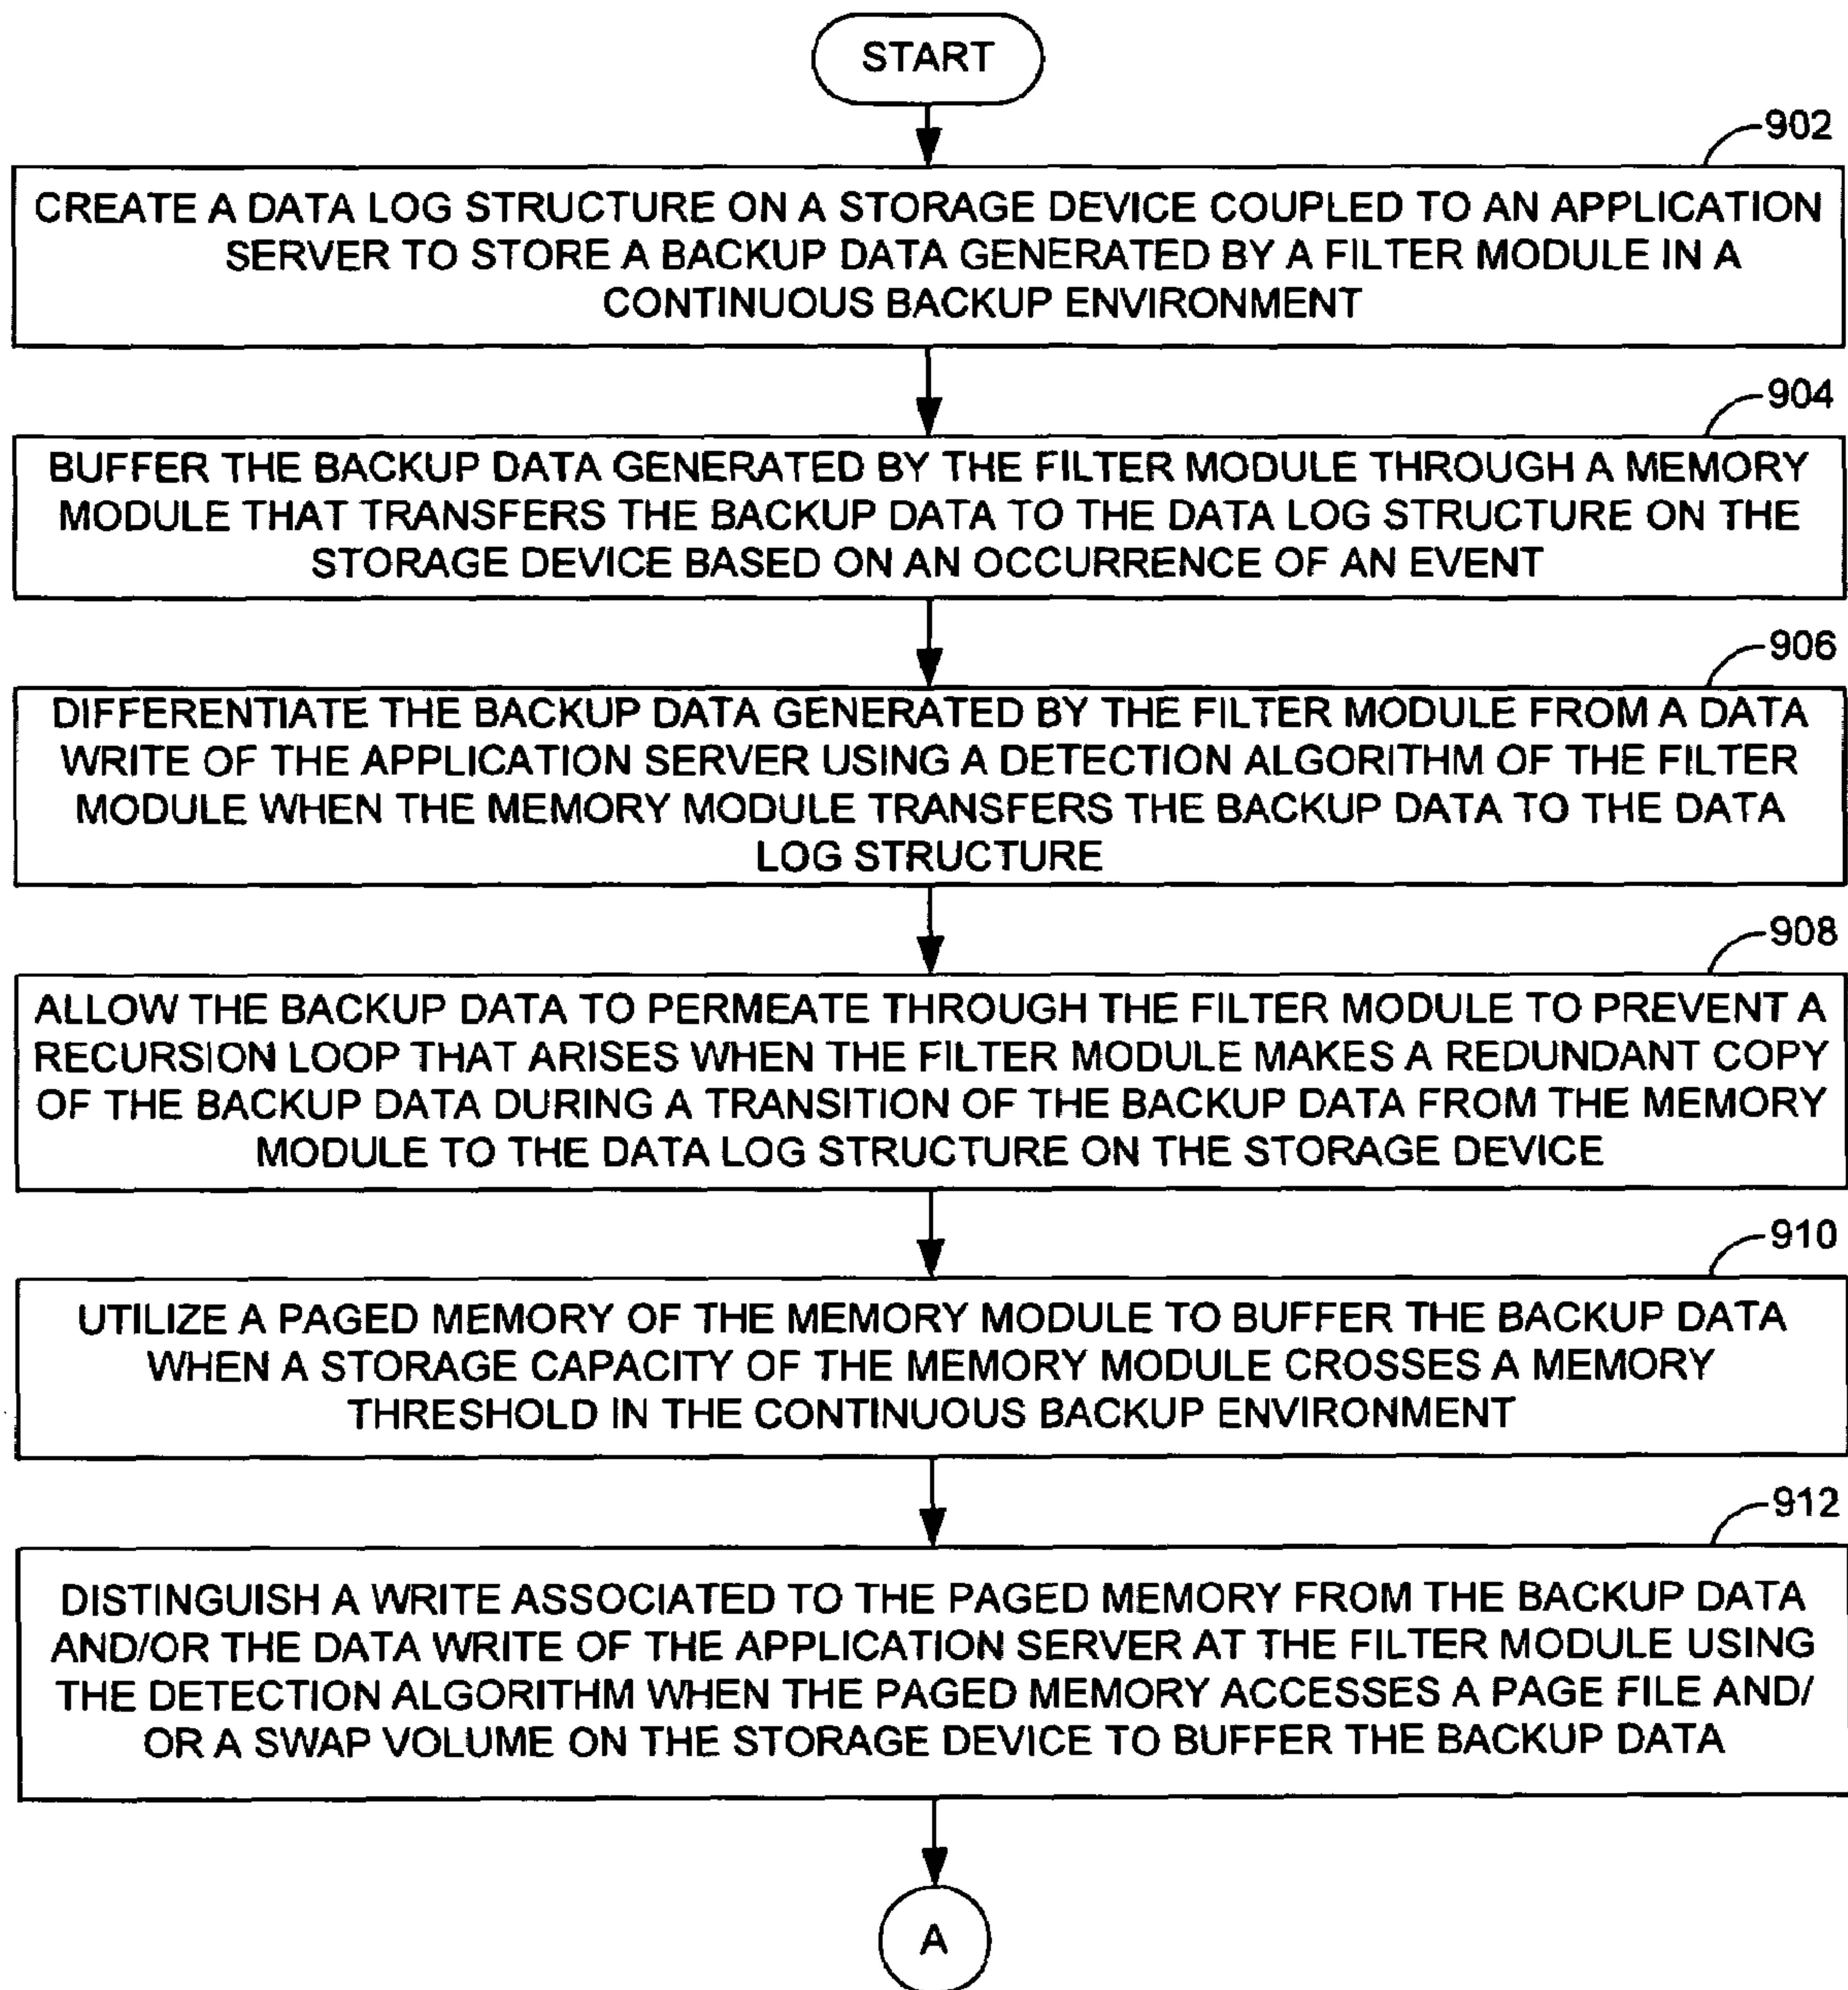 START
902
CREATE A DATA LOG STRUCTURE ON A STORAGE DEVICE COUPLED TO AN APPLICATION
SERVER TO STORE A BACKUP DATA GENERATED BY A FILTER MODULE IN A
CONTINUOUS BACKUP ENVIRONMENT
904
BUFFER THE BACKUP DATA GENERATED BY THE FILTER MODULE THROUGH A MEMORY
MODULE THAT TRANSFERS THE BACKUP DATA TO THE DATA LOG STRUCTURE ON THE
STORAGE DEVICE BASED ON AN OCCURRENCE OF AN EVENT
906
DIFFERENTIATE THE BACKUP DATA GENERATED BY THE FILTER MODULE FROM A DATA
WRITE OF THE APPLICATION SERVER USING A DETECTION ALGORITHM OF THE FILTER
MODULE WHEN THE MEMORY MODULE TRANSFERS THE BACKUP DATA TO THE DATA
LOG STRUCTURE
908
ALLOW THE BACKUP DATA TO PERMEATE THROUGH THE FILTER MODULE TO PREVENT A
RECURSION LOOP THAT ARISES WHEN THE FILTER MODULE MAKES A REDUNDANT COPY
OF THE BACKUP DATA DURING A TRANSITION OF THE BACKUP DATA FROM THE MEMORY
MODULE TO THE DATA LOG STRUCTURE ON THE STORAGE DEVICE
910
UTILIZE A PAGED MEMORY OF THE MEMORY MODULE TO BUFFER THE BACKUP DATA
WHEN A STORAGE CAPACITY OF THE MEMORY MODULE CROSSES A MEMORY
THRESHOLD IN THE CONTINUOUS BACKUP ENVIRONMENT
912
DISTINGUISH A WRITE ASSOCIATED TO THE PAGED MEMORY FROM THE BACKUP DATA
AND/OR THE DATA WRITE OF THE APPLICATION SERVER AT THE FILTER MODULE USING
THE DETECTION ALGORITHM WHEN THE PAGED MEMORY ACCESSES A PAGE FILE AND/
OR A SWAP VOLUME ON THE STORAGE DEVICE TO BUFFER THE BACKUP DATA
A